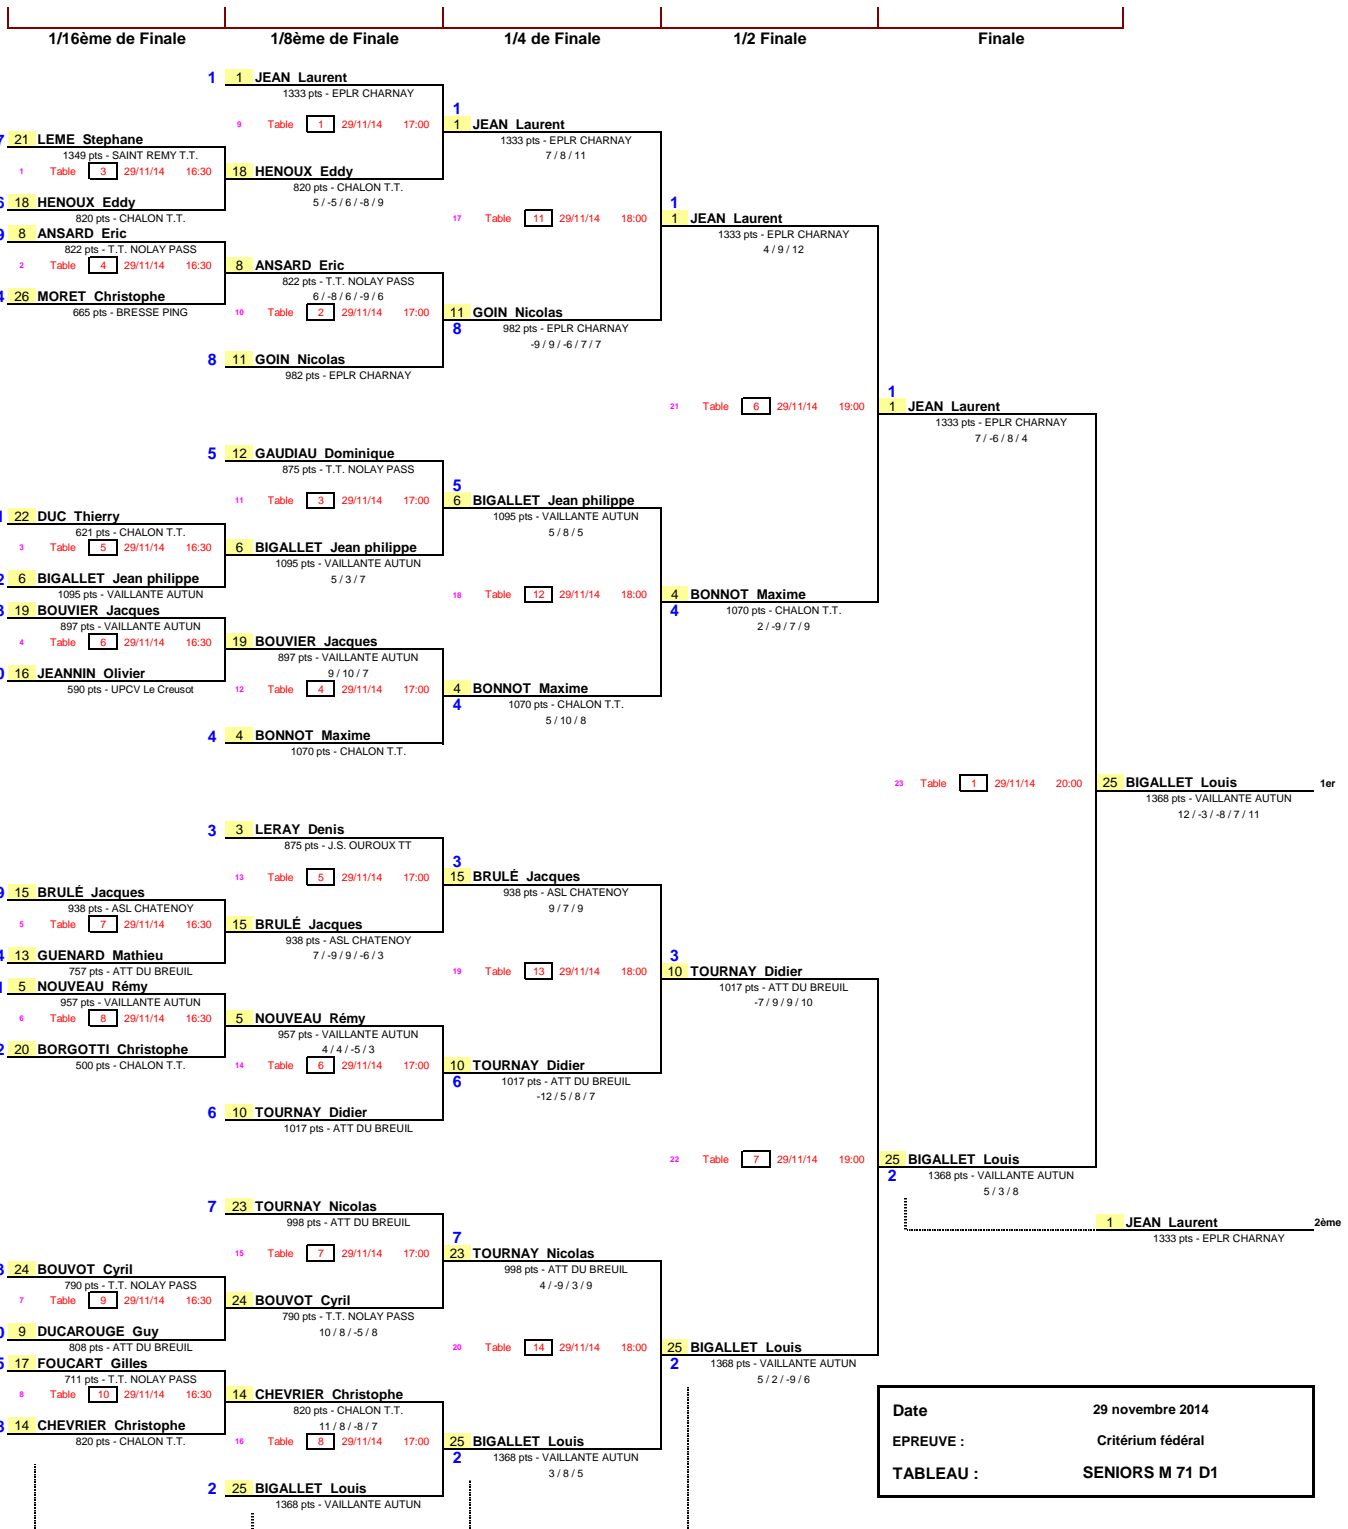 1/16ème de Finale
1/8ème de Finale
1/4 de Finale
1/2 Finale
Finale
1 1 JEAN Laurent
1333 pts - EPLR CHARNAY
1
9 Table 1 29/11/14 17:00
1 JEAN Laurent
1333 pts - EPLR CHARNAY
7 / 8 / 11
21 LEME Stephane
1349 pts - SAINT REMY T.T.
1 Table 3 29/11/14 16:30
18 HENOUX Eddy
820 pts - CHALON T.T.
5 / -5 / 6 / -8 / 9
18 HENOUX Eddy
820 pts - CHALON T.T.
1
17 Table 11 29/11/14 18:00
1 JEAN Laurent
1333 pts - EPLR CHARNAY
4 / 9 / 12
8 ANSARD Eric
822 pts - T.T. NOLAY PASS
2 Table 4 29/11/14 16:30
8 ANSARD Eric
822 pts - T.T. NOLAY PASS
6 / -8 / 6 / -9 / 6
26 MORET Christophe
665 pts - BRESSE PING
10 Table 2 29/11/14 17:00
11 GOIN Nicolas
8 982 pts - EPLR CHARNAY
-9 / 9 / -6 / 7 / 7
8 11 GOIN Nicolas
982 pts - EPLR CHARNAY
1
21 Table 6 29/11/14 19:00
1 JEAN Laurent
1333 pts - EPLR CHARNAY
7 / -6 / 8 / 4
5 12 GAUDIAU Dominique
875 pts - T.T. NOLAY PASS
5
11 Table 3 29/11/14 17:00
6 BIGALLET Jean philippe
1095 pts - VAILLANTE AUTUN
5 / 8 / 5
22 DUC Thierry
621 pts - CHALON T.T.
3 Table 5 29/11/14 16:30
6 BIGALLET Jean philippe
1095 pts - VAILLANTE AUTUN
5 / 3 / 7
6 BIGALLET Jean philippe
1095 pts - VAILLANTE AUTUN
18 Table 12 29/11/14 18:00
4 BONNOT Maxime
4 1070 pts - CHALON T.T.
2 / -9 / 7 / 9
19 BOUVIER Jacques
897 pts - VAILLANTE AUTUN
4 Table 6 29/11/14 16:30
19 BOUVIER Jacques
897 pts - VAILLANTE AUTUN
9 / 10 / 7
16 JEANNIN Olivier
590 pts - UPCV Le Creusot
12 Table 4 29/11/14 17:00
4 BONNOT Maxime
4 1070 pts - CHALON T.T.
5 / 10 / 8
4 4 BONNOT Maxime
1070 pts - CHALON T.T.
23 Table 1 29/11/14 20:00
25 BIGALLET Louis 1er
1368 pts - VAILLANTE AUTUN
12 / -3 / -8 / 7 / 11
3 3 LERAY Denis
875 pts - J.S. OUROUX TT
3
13 Table 5 29/11/14 17:00
15 BRULÉ Jacques
938 pts - ASL CHATENOY
9 / 7 / 9
15 BRULÉ Jacques
938 pts - ASL CHATENOY
5 Table 7 29/11/14 16:30
15 BRULÉ Jacques
938 pts - ASL CHATENOY
7 / -9 / 9 / -6 / 3
13 GUENARD Mathieu
757 pts - ATT DU BREUIL
3
19 Table 13 29/11/14 18:00
10 TOURNAY Didier
1017 pts - ATT DU BREUIL
-7 / 9 / 9 / 10
5 NOUVEAU Rémy
957 pts - VAILLANTE AUTUN
6 Table 8 29/11/14 16:30
5 NOUVEAU Rémy
957 pts - VAILLANTE AUTUN
4 / 4 / -5 / 3
20 BORGOTTI Christophe
500 pts - CHALON T.T.
14 Table 6 29/11/14 17:00
10 TOURNAY Didier
6 1017 pts - ATT DU BREUIL
-12 / 5 / 8 / 7
6 10 TOURNAY Didier
1017 pts - ATT DU BREUIL
22 Table 7 29/11/14 19:00
25 BIGALLET Louis
2 1368 pts - VAILLANTE AUTUN
5 / 3 / 8
1 JEAN Laurent 2ème
1333 pts - EPLR CHARNAY
7 23 TOURNAY Nicolas
998 pts - ATT DU BREUIL
7
15 Table 7 29/11/14 17:00
23 TOURNAY Nicolas
998 pts - ATT DU BREUIL
4 / -9 / 3 / 9
24 BOUVOT Cyril
790 pts - T.T. NOLAY PASS
7 Table 9 29/11/14 16:30
24 BOUVOT Cyril
790 pts - T.T. NOLAY PASS
10 / 8 / -5 / 8
9 DUCAROUGE Guy
808 pts - ATT DU BREUIL
20 Table 14 29/11/14 18:00
25 BIGALLET Louis
2 1368 pts - VAILLANTE AUTUN
5 / 2 / -9 / 6
17 FOUCART Gilles
711 pts - T.T. NOLAY PASS
8 Table 10 29/11/14 16:30
14 CHEVRIER Christophe
820 pts - CHALON T.T.
11 / 8 / -8 / 7
14 CHEVRIER Christophe
820 pts - CHALON T.T.
16 Table 8 29/11/14 17:00
25 BIGALLET Louis
2 1368 pts - VAILLANTE AUTUN
3 / 8 / 5
2 25 BIGALLET Louis
1368 pts - VAILLANTE AUTUN
Date 29 novembre 2014
EPREUVE : Critérium fédéral
TABLEAU : SENIORS M 71 D1